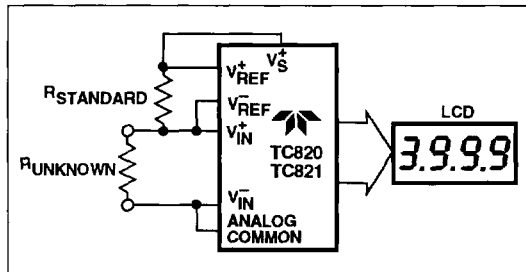 V+S
V+REF
RSTANDARD
V−REF
V+IN
LCD
TC820
TC821
3.9.9.9
RUNKNOWN
V−IN
ANALOG
COMMON